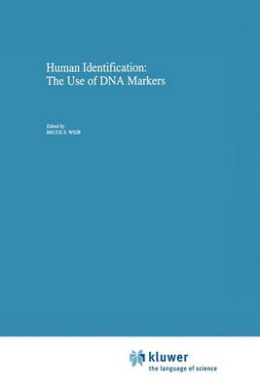 Human Identification:
The Use of DNA Markers
Edited by
BRUCE S. WEIR
kluwer
the language of science